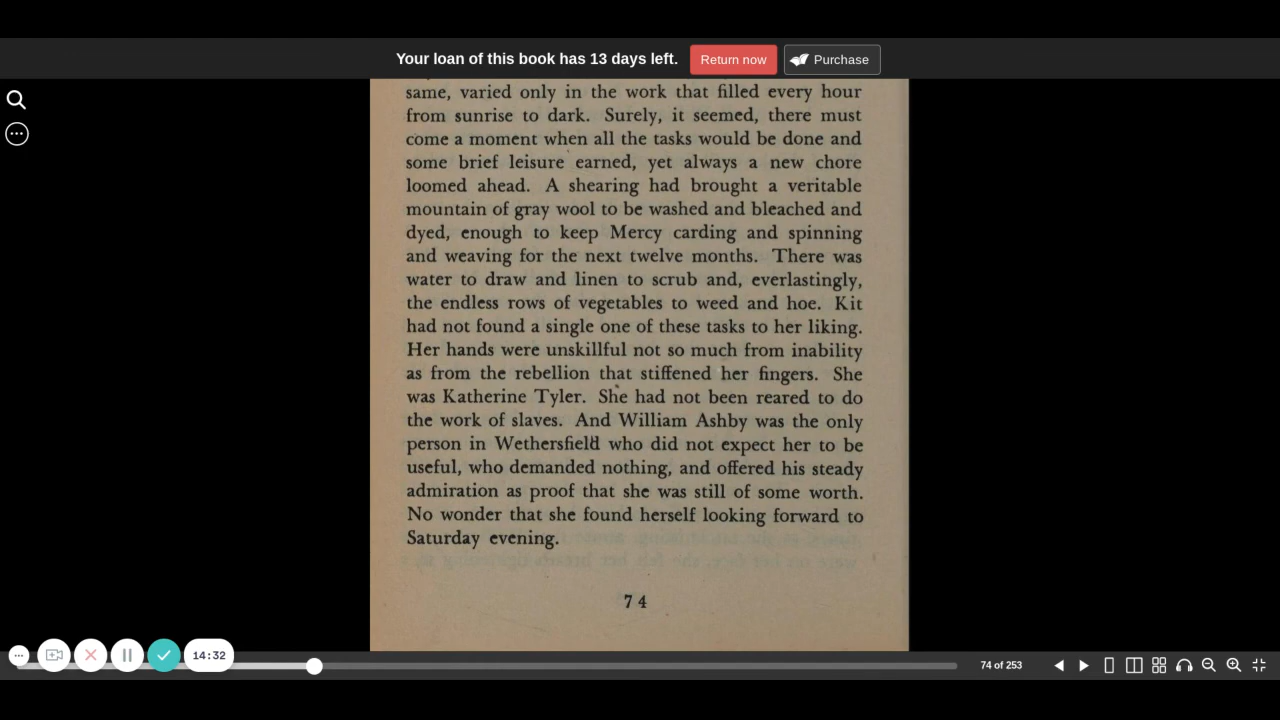 Your loan of this book has 13 days left. Return now Purchase
same, varied only in the work that filled every hour
from sunrise to dark. Surely, it seemed, there must
come a moment when all the tasks would be done and
some brief leisure earned, yet always a new chore
loomed ahead. A shearing had brought a veritable
mountain of gray wool to be washed and bleached and
dyed, enough to keep Mercy carding and spinning
and weaving for the next twelve months. There was
water to draw and linen to scrub and, everlastingly,
the endless rows of vegetables to weed and hoe. Kit
had not found a single one of these tasks to her liking.
Her hands were unskillful not so much from inability
as from the rebellion that stiffened her fingers. She
was Katherine Tyler. She had not been reared to do
the work of slaves. And William Ashby was the only
person in Wethersfield who did not expect her to be
useful, who demanded nothing, and offered his steady
admiration as proof that she was still of some worth.
No wonder that she found herself looking forward to
Saturday evening.
74
14:32
74 of 253